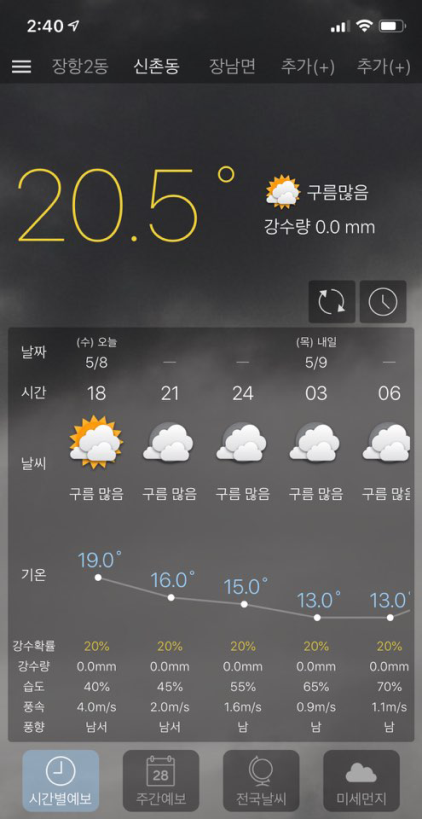 2:40
장항2동 신촌동 장남면 추가(+) 추가(+)
20.5°
구름많음
강수량 0.0 mm
날짜 (수) 오늘 5/8 — — (목) 내일 5/9 —
시간 18 21 24 03 06
날씨 구름 많음 구름 많음 구름 많음 구름 많음 구름 많음
기온 19.0° 16.0° 15.0° 13.0° 13.0°
강수확률 20% 20% 20% 20% 20%
강수량 0.0mm 0.0mm 0.0mm 0.0mm 0.0mm
습도 40% 45% 55% 65% 70%
풍속 4.0m/s 2.0m/s 1.6m/s 0.9m/s 1.1m/s
풍향 남서 남서 남 남 남
28
시간별예보 주간예보 전국날씨 미세먼지